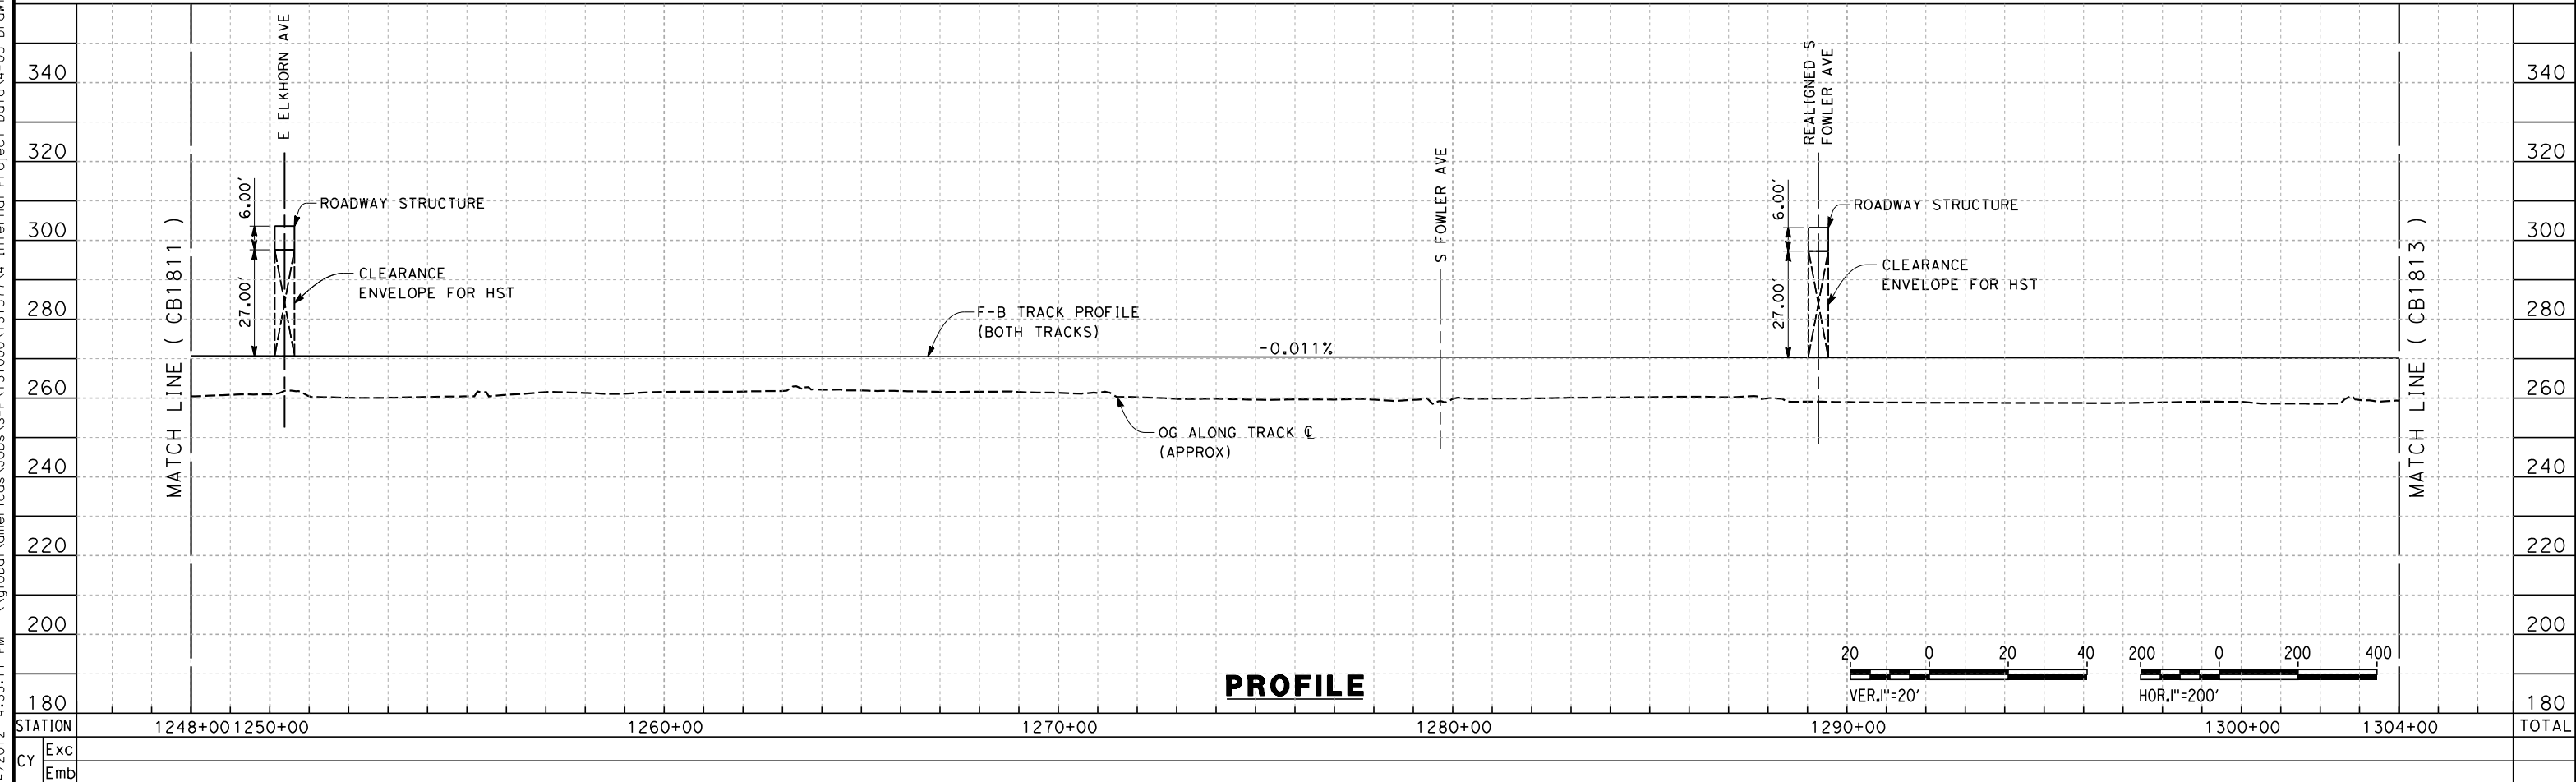 E ELKHORN AVE
REALIGNED S
FOWLER AVE
S FOWLER AVE
340
340
320
320
300
300
280
280
260
260
240
240
220
220
200
200
180
180
6.00'
27.00'
ROADWAY STRUCTURE
CLEARANCE
ENVELOPE FOR HST
6.00'
27.00'
ROADWAY STRUCTURE
CLEARANCE
ENVELOPE FOR HST
MATCH LINE ( CB1811 )
MATCH LINE ( CB1813 )
F-B TRACK PROFILE
(BOTH TRACKS)
-0.011%
OG ALONG TRACK ℄
(APPROX)
PROFILE
20 0 20 40
VER.1"=20'
200 0 200 400
HOR.1"=200'
STATION 1248+00 1250+00 1260+00 1270+00 1280+00 1290+00 1300+00 1304+00 TOTAL
CY
Exc
Emb